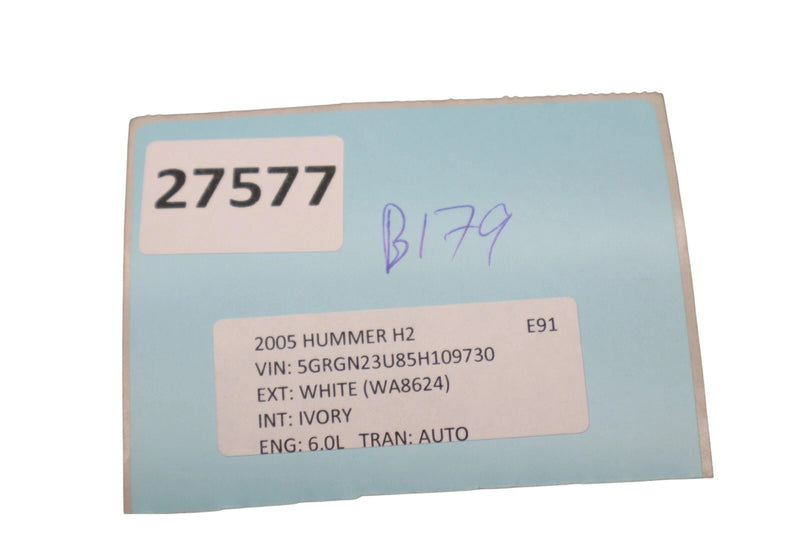 27577
B179
2005 HUMMER H2 E91
VIN: 5GRGN23U85H109730
EXT: WHITE (WA8624)
INT: IVORY
ENG: 6.0L TRAN: AUTO